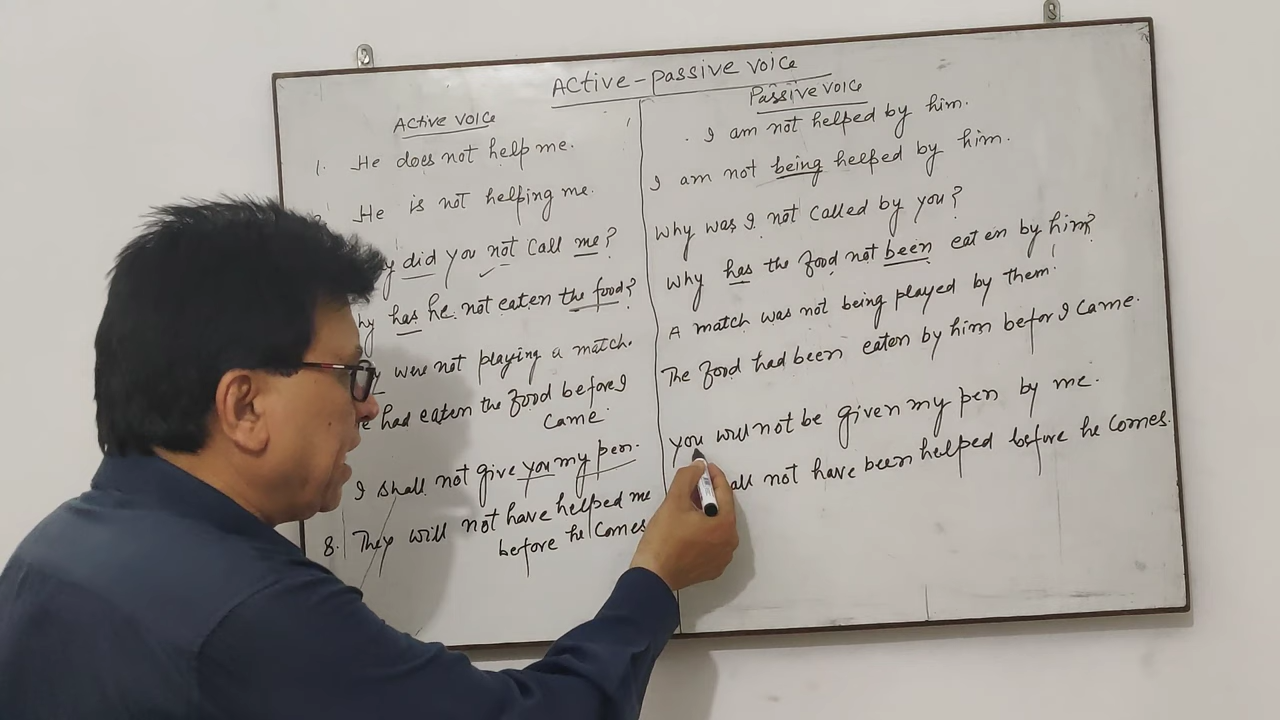 Active-passive voice
Active voice
1. He does not help me.
He is not helping me.
did you not call me?
has he not eaten the food?
were not playing a match.
had eaten the food before I
came.
I shall not give you my pen.
8. They will not have helped me
before he comes
Passive voice
I am not helped by him.
I am not being helped by him.
Why was I not called by you?
Why has the food not been eaten by him?
A match was not being played by them.
The food had been eaten by him befor I came.
you will not be given my pen by me.
not have been helped before he comes.